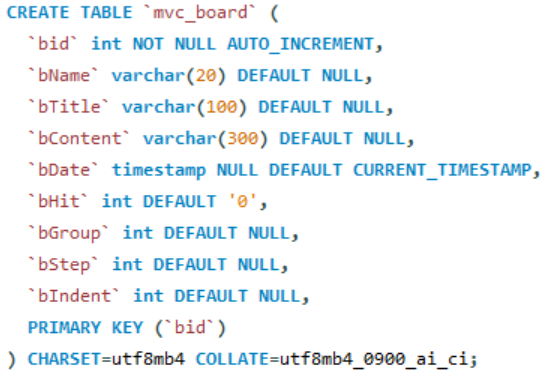 CREATE TABLE `mvc_board` (
  `bid` int NOT NULL AUTO_INCREMENT,
  `bName` varchar(20) DEFAULT NULL,
  `bTitle` varchar(100) DEFAULT NULL,
  `bContent` varchar(300) DEFAULT NULL,
  `bDate` timestamp NULL DEFAULT CURRENT_TIMESTAMP,
  `bHit` int DEFAULT '0',
  `bGroup` int DEFAULT NULL,
  `bStep` int DEFAULT NULL,
  `bIndent` int DEFAULT NULL,
  PRIMARY KEY (`bid`)
) CHARSET=utf8mb4 COLLATE=utf8mb4_0900_ai_ci;